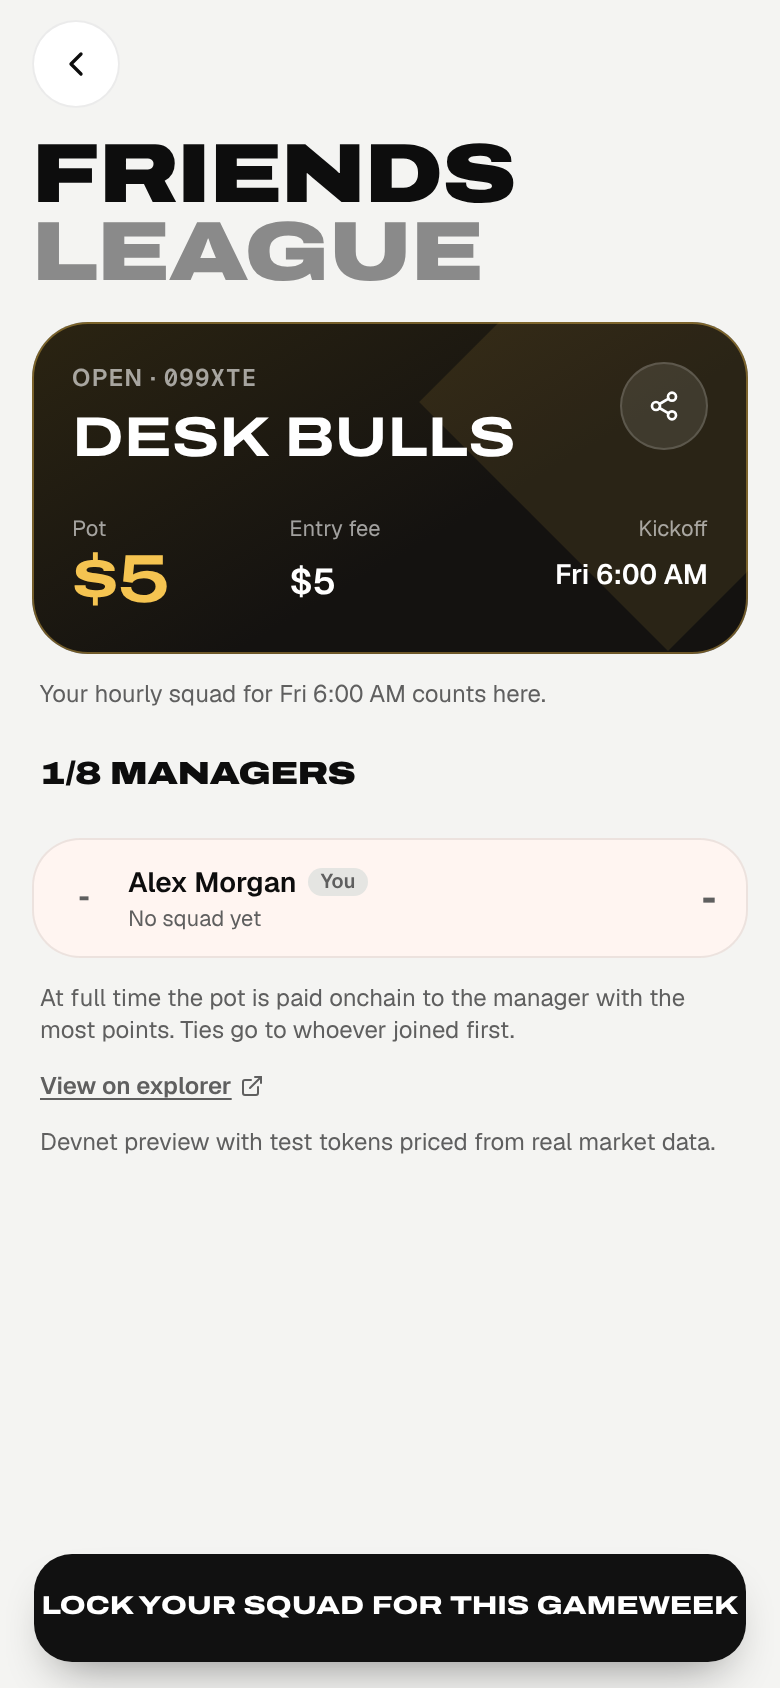 FRIENDS
LEAGUE
OPEN · 099XTE
DESK BULLS
Pot
Entry fee
Kickoff
$5
$5
Fri 6:00 AM
Your hourly squad for Fri 6:00 AM counts here.
1/8 MANAGERS
-
Alex Morgan You
No squad yet
-
At full time the pot is paid onchain to the manager with the
most points. Ties go to whoever joined first.
View on explorer
Devnet preview with test tokens priced from real market data.
LOCK YOUR SQUAD FOR THIS GAMEWEEK